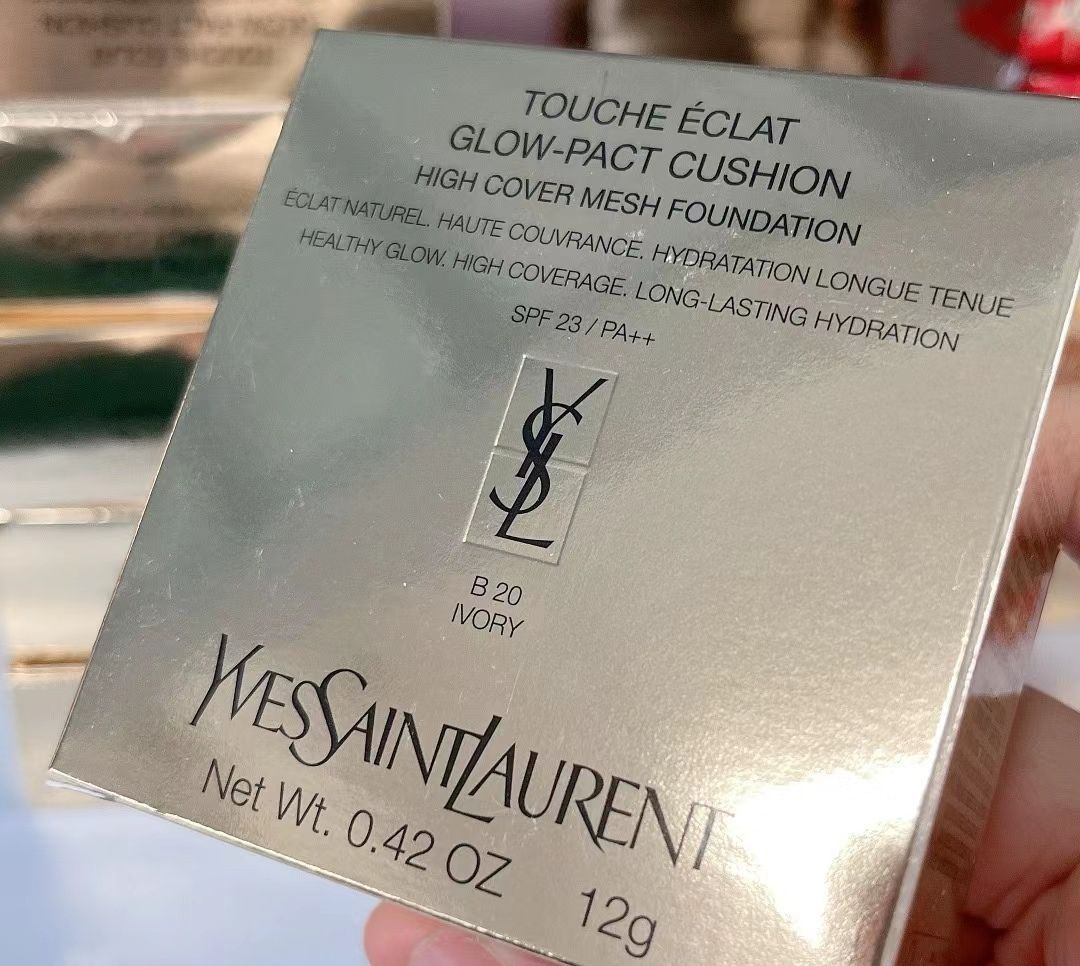 TOUCHE ÉCLAT
GLOW-PACT CUSHION
HIGH COVER MESH FOUNDATION
ÉCLAT NATUREL. HAUTE COUVRANCE. HYDRATATION LONGUE TENUE
HEALTHY GLOW. HIGH COVERAGE. LONG-LASTING HYDRATION
SPF 23 / PA++
YSL
B 20
IVORY
YVESSAINTLAURENT
Net Wt. 0.42 OZ 12g